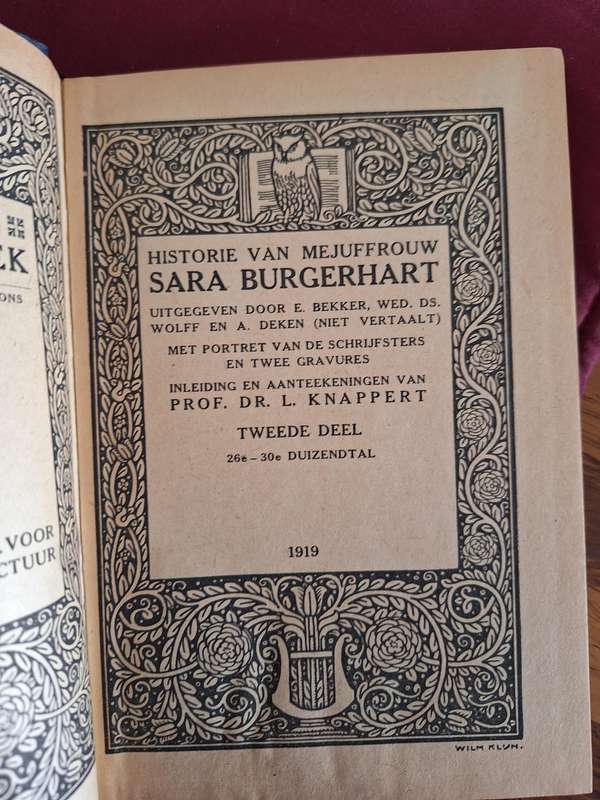 EK
ONS
VOOR
CTUUR
HISTORIE VAN MEJUFFROUW
SARA BURGERHART
UITGEGEVEN DOOR E. BEKKER, WED. DS.
WOLFF EN A. DEKEN (NIET VERTAALT)
MET PORTRET VAN DE SCHRIJFSTERS
EN TWEE GRAVURES
INLEIDING EN AANTEEKENINGEN VAN
PROF. DR. L. KNAPPERT
TWEEDE DEEL
26e – 30e DUIZENDTAL
1919
WILM KLIJN.